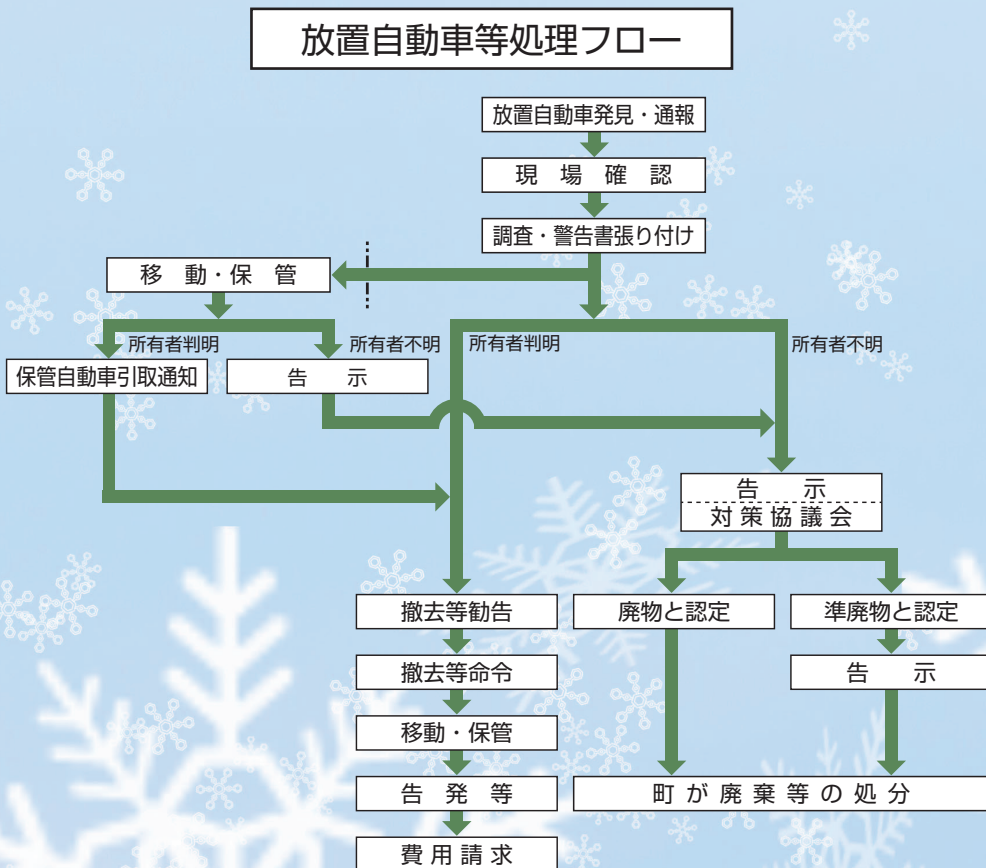 放置自動車等処理フロー
放置自動車発見・通報
現場確認
調査・警告書張り付け
移動・保管
所有者判明
所有者不明
所有者判明
所有者不明
保管自動車引取通知
告示
告示
対策協議会
撤去等勧告
廃物と認定
準廃物と認定
撤去等命令
告示
移動・保管
告発等
町が廃棄等の処分
費用請求